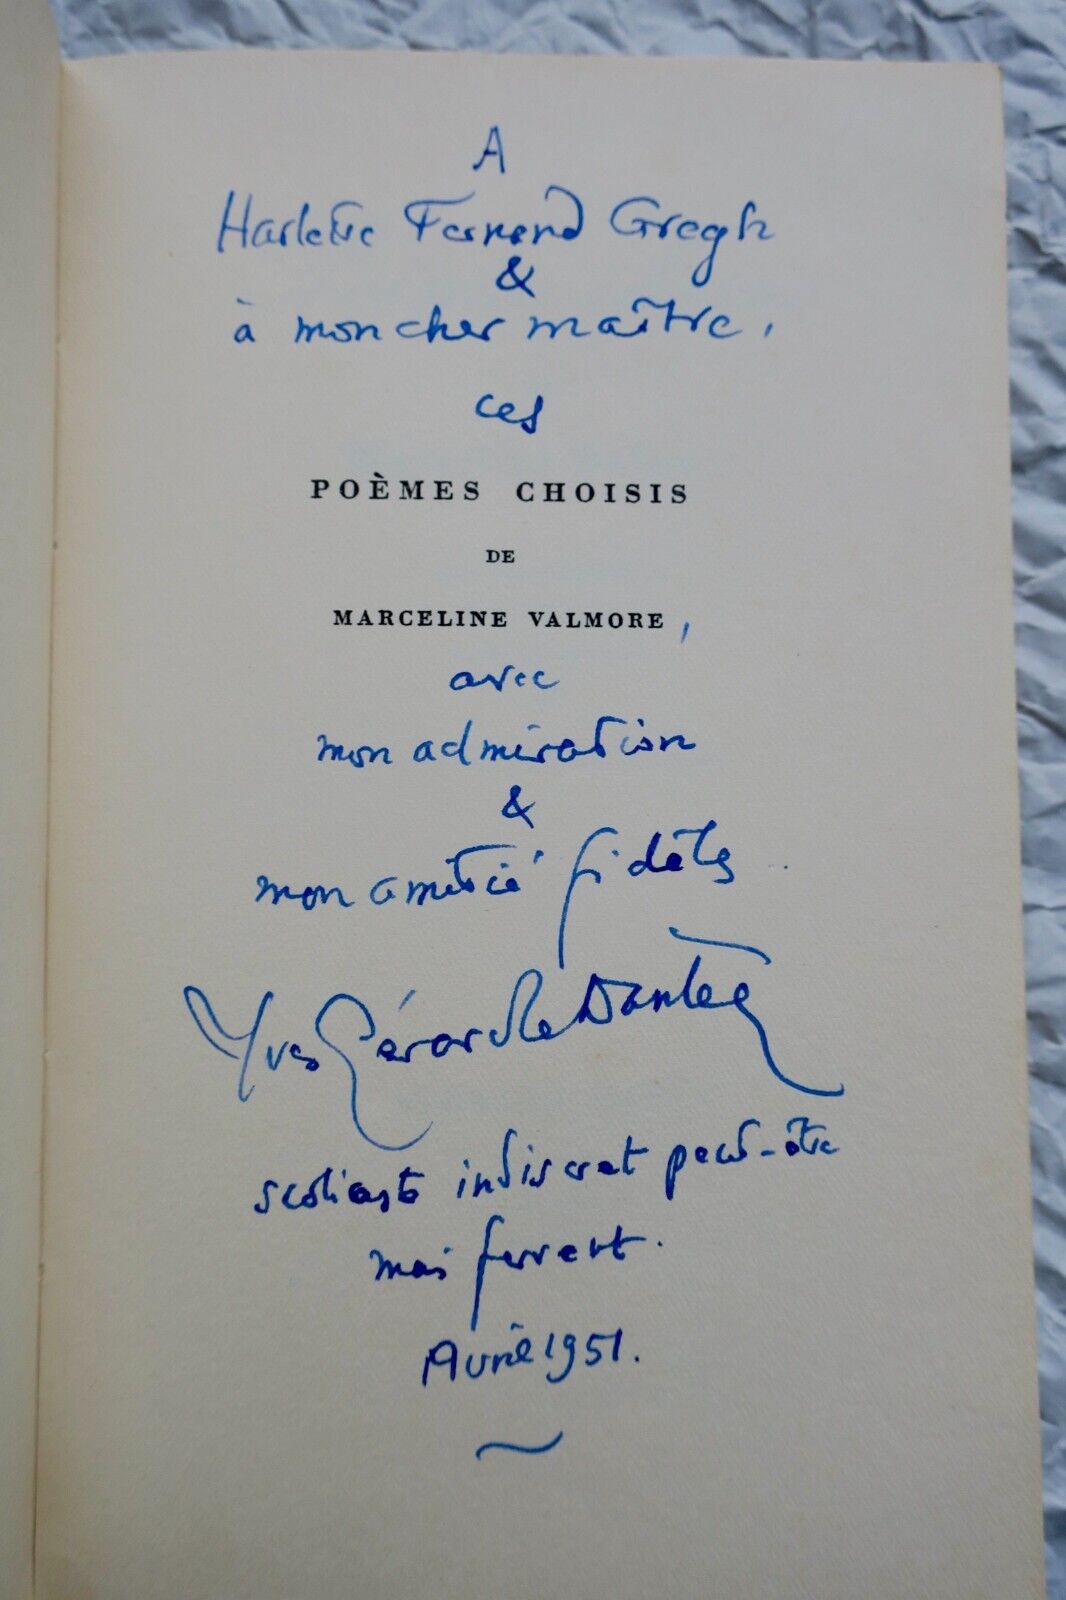 A
Harlette Fernand Gregh
&
à mon cher maître,
ces
POÈMES CHOISIS
DE
MARCELINE VALMORE,
avec
mon admiration
&
mon amitié fidèles.
Yves Gérard Le Dantec
scoliaste indiscret peut-être
mais fervent.
Avril 1951.